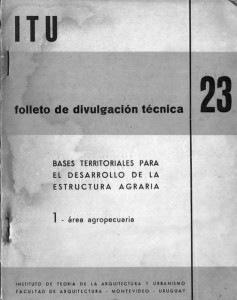 ITU
folleto de divulgación técnica
23
BASES TERRITORIALES PARA
EL DESARROLLO DE LA
ESTRUCTURA AGRARIA
1 - área agropecuaria
INSTITUTO DE TEORIA DE LA ARQUITECTURA Y URBANISMO
FACULTAD DE ARQUITECTURA - MONTEVIDEO - URUGUAY